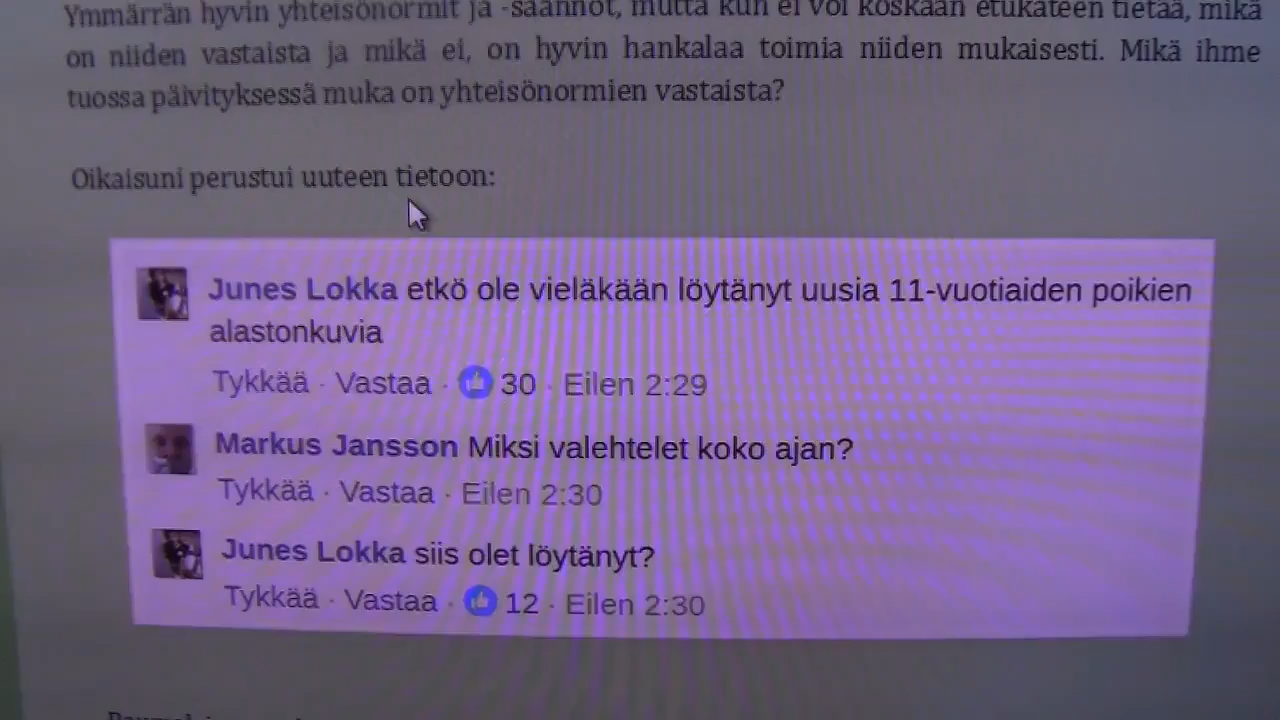 Ymmärrän hyvin yhteisönormit ja -säännöt, mutta kun ei voi koskaan etukäteen tietää, mikä
on niiden vastaista ja mikä ei, on hyvin hankalaa toimia niiden mukaisesti. Mikä ihme
tuossa päivityksessä muka on yhteisönormien vastaista?
Oikaisuni perustui uuteen tietoon:
Junes Lokka etkö ole vieläkään löytänyt uusia 11-vuotiaiden poikien
alastonkuvia
Tykkää · Vastaa · 30 · Eilen 2:29
Markus Jansson Miksi valehtelet koko ajan?
Tykkää · Vastaa · Eilen 2:30
Junes Lokka siis olet löytänyt?
Tykkää · Vastaa · 12 · Eilen 2:30